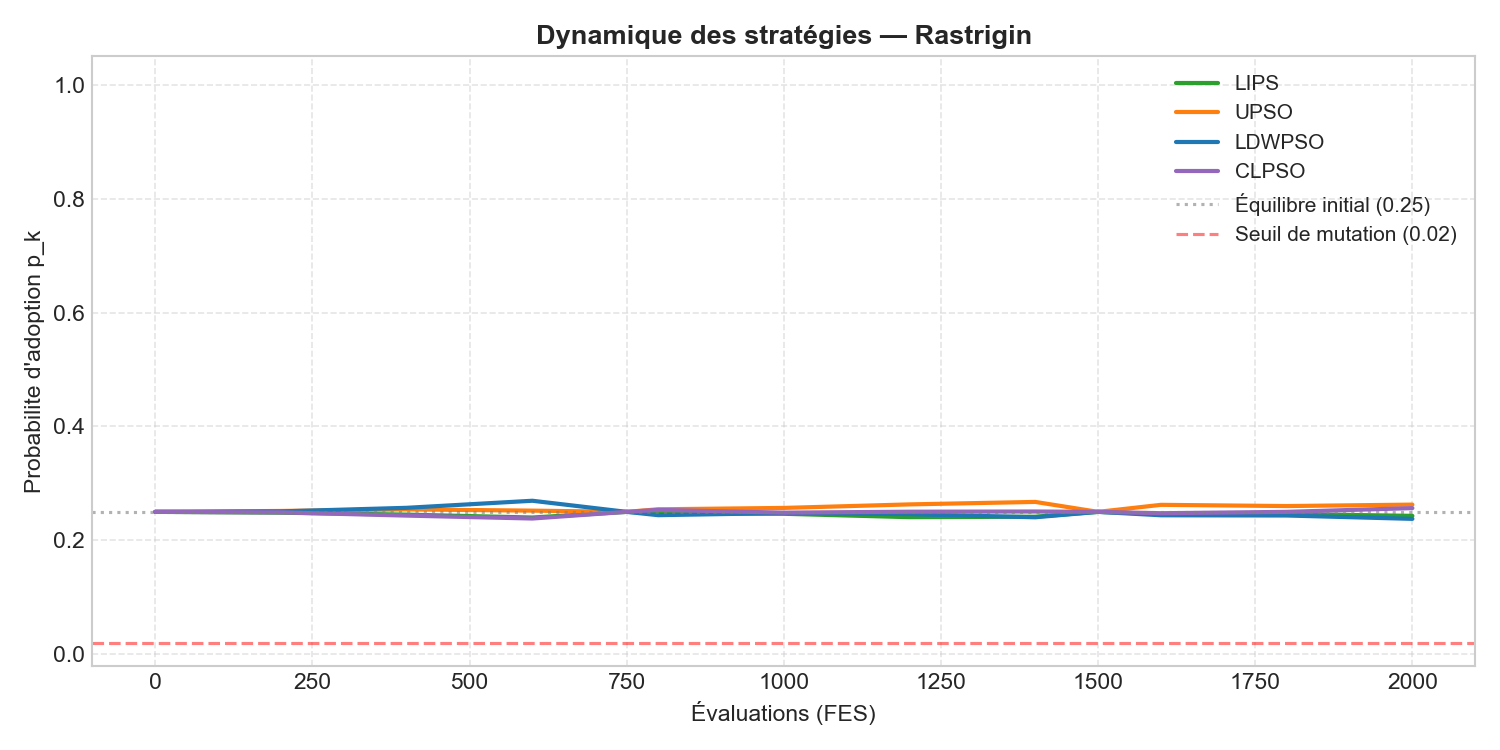 Dynamique des stratégies — Rastrigin
LIPS
UPSO
LDWPSO
CLPSO
Équilibre initial (0.25)
Seuil de mutation (0.02)
Probabilite d'adoption p_k
1.0
0.8
0.6
0.4
0.2
0.0
0 250 500 750 1000 1250 1500 1750 2000
Évaluations (FES)